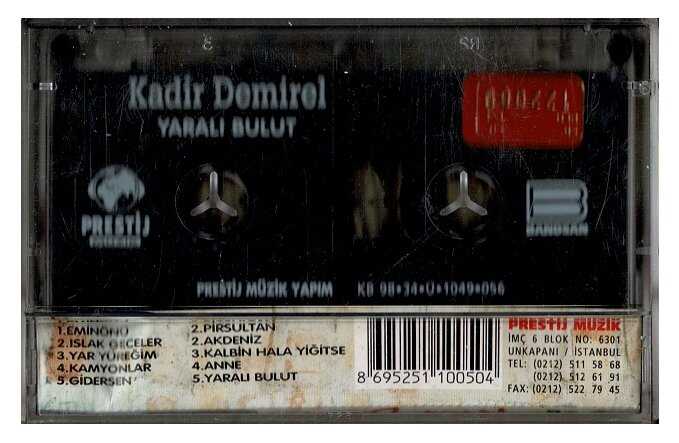 Kadir Demirel
YARALI BULUT
PRESTİJ
BANDSAN
PRESTİJ MÜZİK YAPIM
KB 98•34•Ü•1049•056
1.EMİNÖNÜ
2.ISLAK GECELER
3.YAR YÜREĞİM
4.KAMYONLAR
5.GİDERSEN
2.PİRSULTAN
2.AKDENİZ
3.KALBİN HALA YİĞİTSE
4.ANNE
5.YARALI BULUT
8 695251 100504
PRESTİJ MÜZİK
İMÇ 6 BLOK NO: 6301
UNKAPANI / İSTANBUL
TEL: (0212) 511 58 68
(0212) 512 61 91
FAX: (0212) 522 79 45